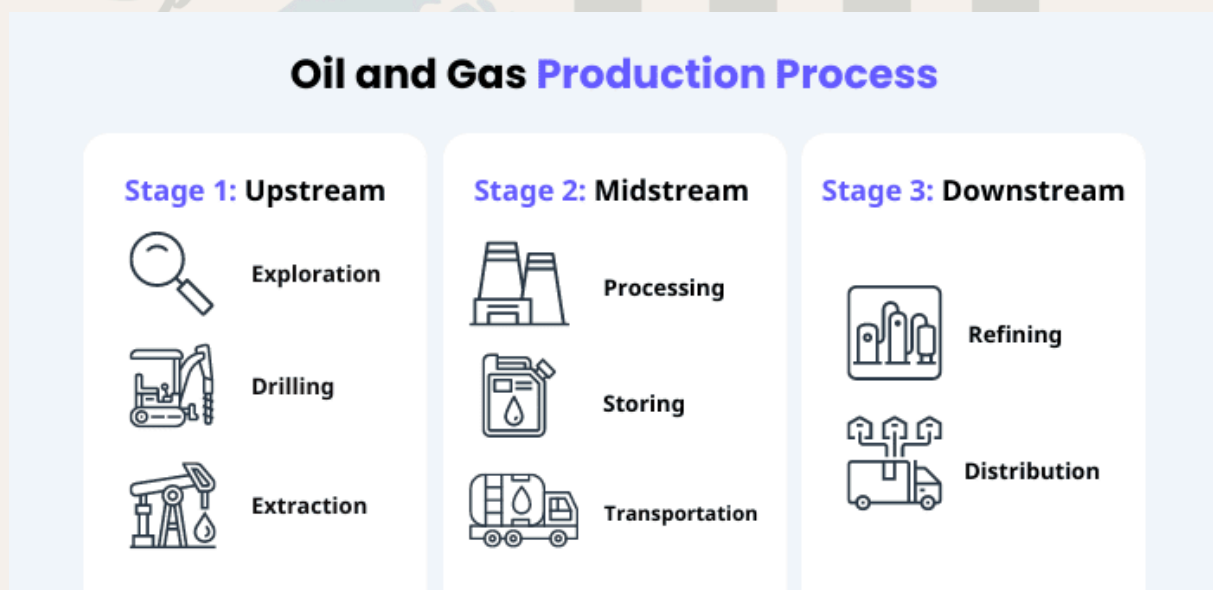 Oil and Gas Production Process
Stage 1: Upstream
Exploration
Drilling
Extraction
Stage 2: Midstream
Processing
Storing
Transportation
Stage 3: Downstream
Refining
Distribution